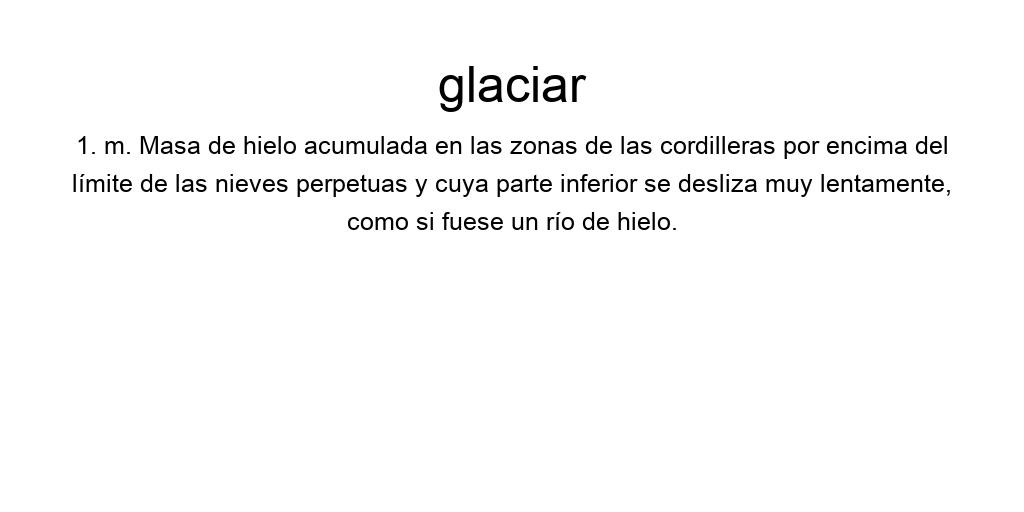 glaciar
1. m. Masa de hielo acumulada en las zonas de las cordilleras por encima del
límite de las nieves perpetuas y cuya parte inferior se desliza muy lentamente,
como si fuese un río de hielo.